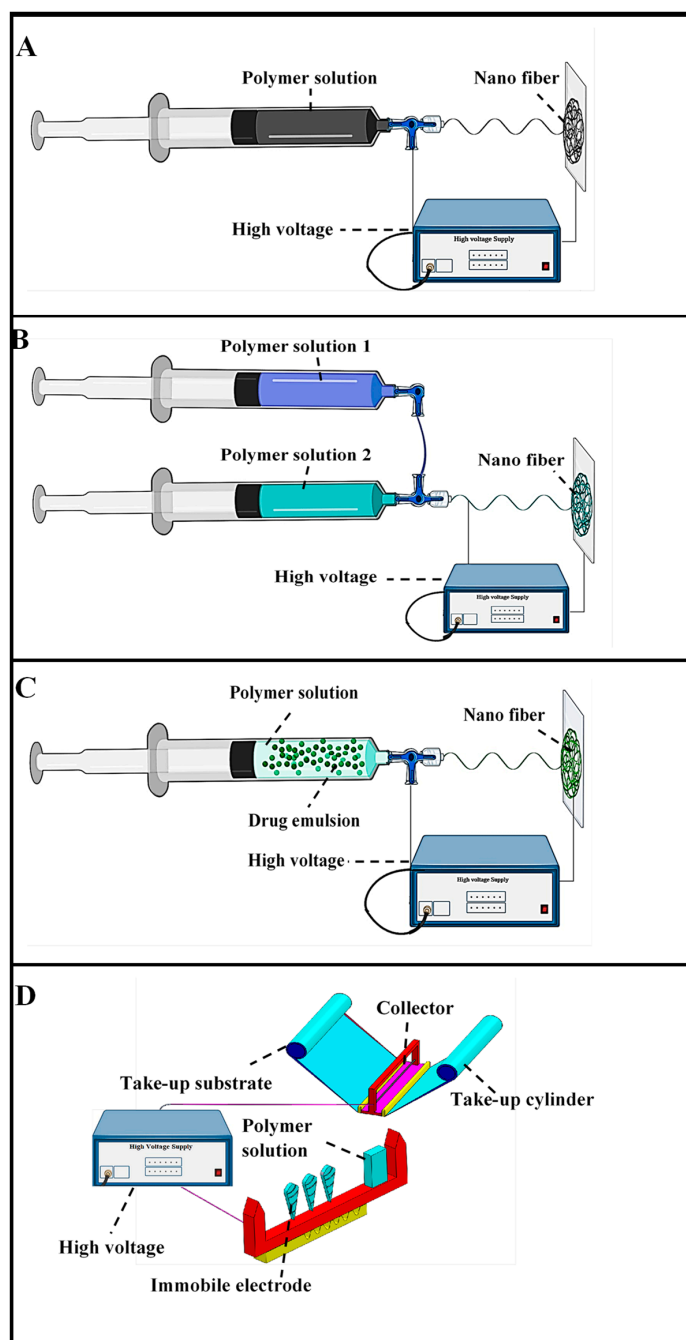 A
Polymer solution
Nano fiber
High voltage
High voltage Supply
B
Polymer solution 1
Polymer solution 2
Nano fiber
High voltage
High voltage Supply
C
Polymer solution
Nano fiber
Drug emulsion
High voltage
High voltage Supply
D
Collector
Take-up substrate
Take-up cylinder
Polymer
solution
High Voltage Supply
High voltage
Immobile electrode